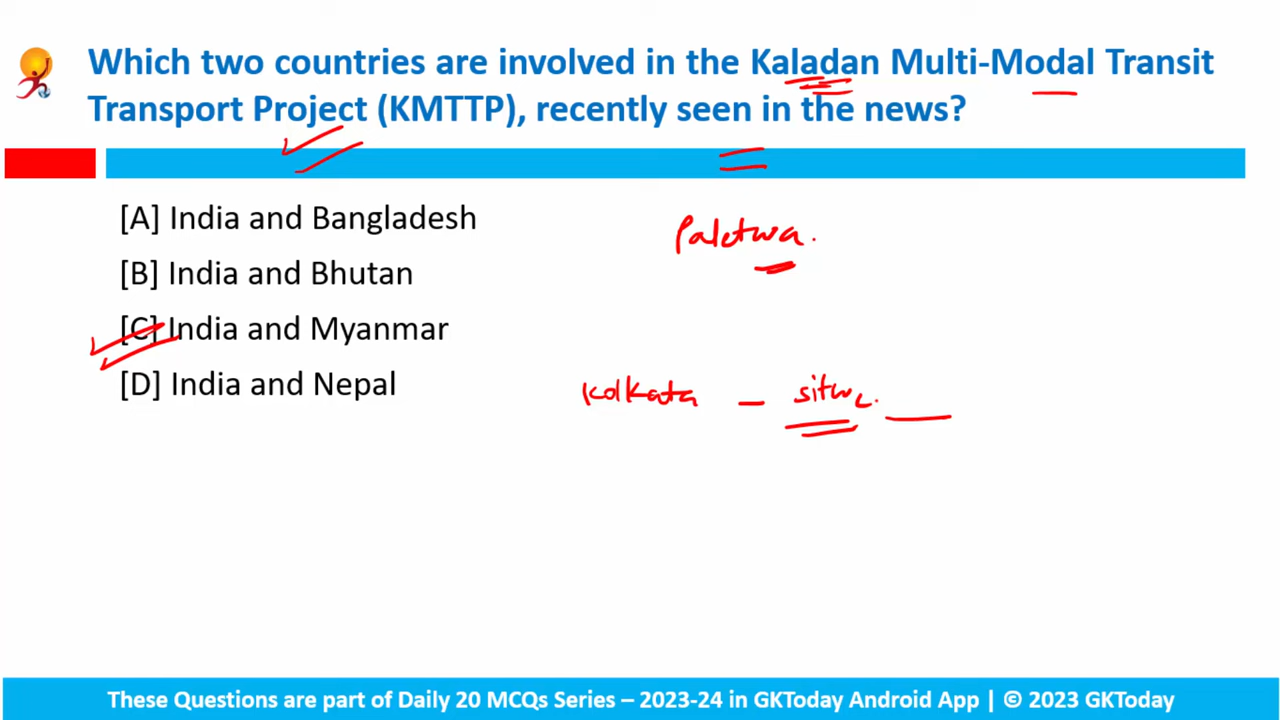 Which two countries are involved in the Kaladan Multi-Modal Transit
Transport Project (KMTTP), recently seen in the news?
[A] India and Bangladesh
[B] India and Bhutan
[C] India and Myanmar
[D] India and Nepal
Paletwa.
Kolkata – sitwe.
These Questions are part of Daily 20 MCQs Series – 2023-24 in GKToday Android App | © 2023 GKToday